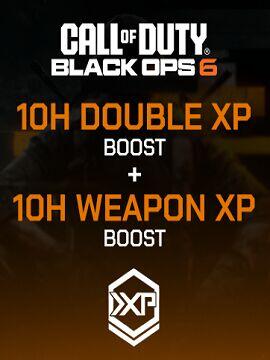 CALL OF DUTY®
BLACK OPS 6
10H DOUBLE XP
BOOST
+
10H WEAPON XP
BOOST
XP